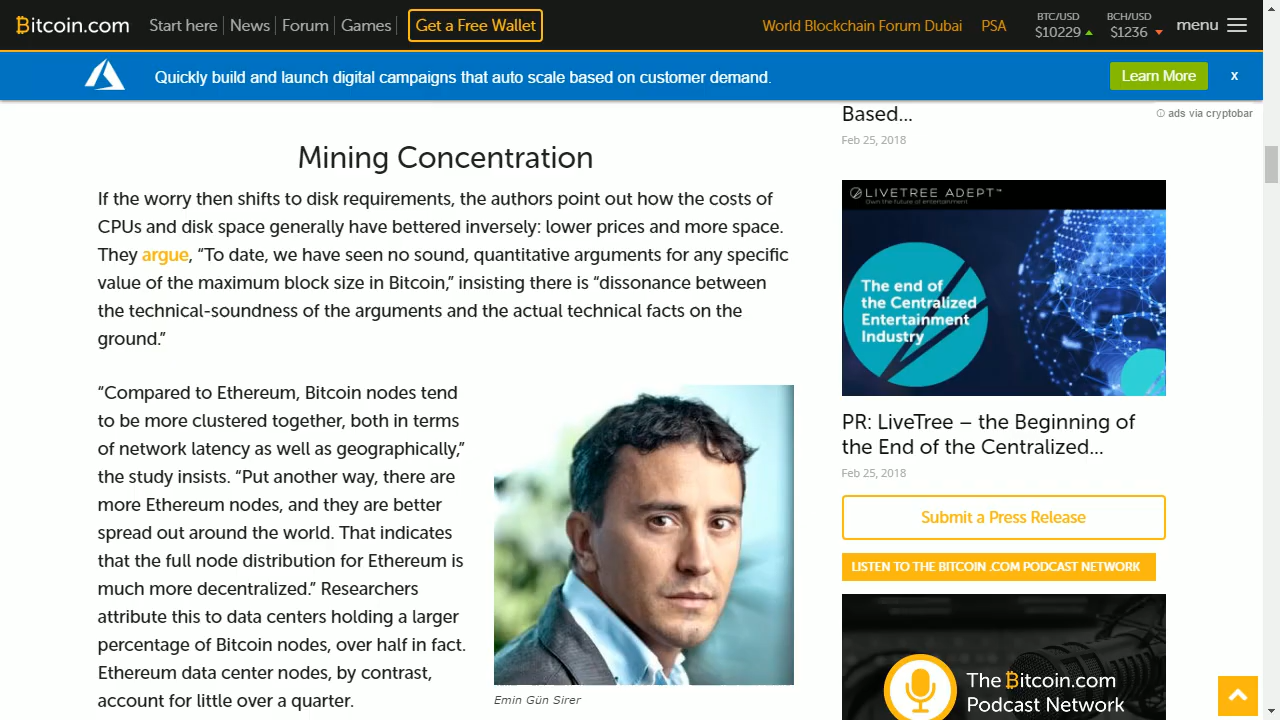 Bitcoin.com Start here News Forum Games Get a Free Wallet World Blockchain Forum Dubai PSA BTC/USD $10229 BCH/USD $1236 menu
Quickly build and launch digital campaigns that auto scale based on customer demand. Learn More x
ads via cryptobar
Mining Concentration
If the worry then shifts to disk requirements, the authors point out how the costs of
CPUs and disk space generally have bettered inversely: lower prices and more space.
They argue, “To date, we have seen no sound, quantitative arguments for any specific
value of the maximum block size in Bitcoin,” insisting there is “dissonance between
the technical-soundness of the arguments and the actual technical facts on the
ground.”
“Compared to Ethereum, Bitcoin nodes tend
to be more clustered together, both in terms
of network latency as well as geographically,”
the study insists. “Put another way, there are
more Ethereum nodes, and they are better
spread out around the world. That indicates
that the full node distribution for Ethereum is
much more decentralized.” Researchers
attribute this to data centers holding a larger
percentage of Bitcoin nodes, over half in fact.
Ethereum data center nodes, by contrast,
account for little over a quarter.
Emin Gün Sirer
Based...
Feb 25, 2018
LIVETREE ADEPT™
Own the future of entertainment
The end of
the Centralized
Entertainment
Industry
PR: LiveTree – the Beginning of
the End of the Centralized...
Feb 25, 2018
Submit a Press Release
LISTEN TO THE BITCOIN .COM PODCAST NETWORK
The Bitcoin.com
Podcast Network